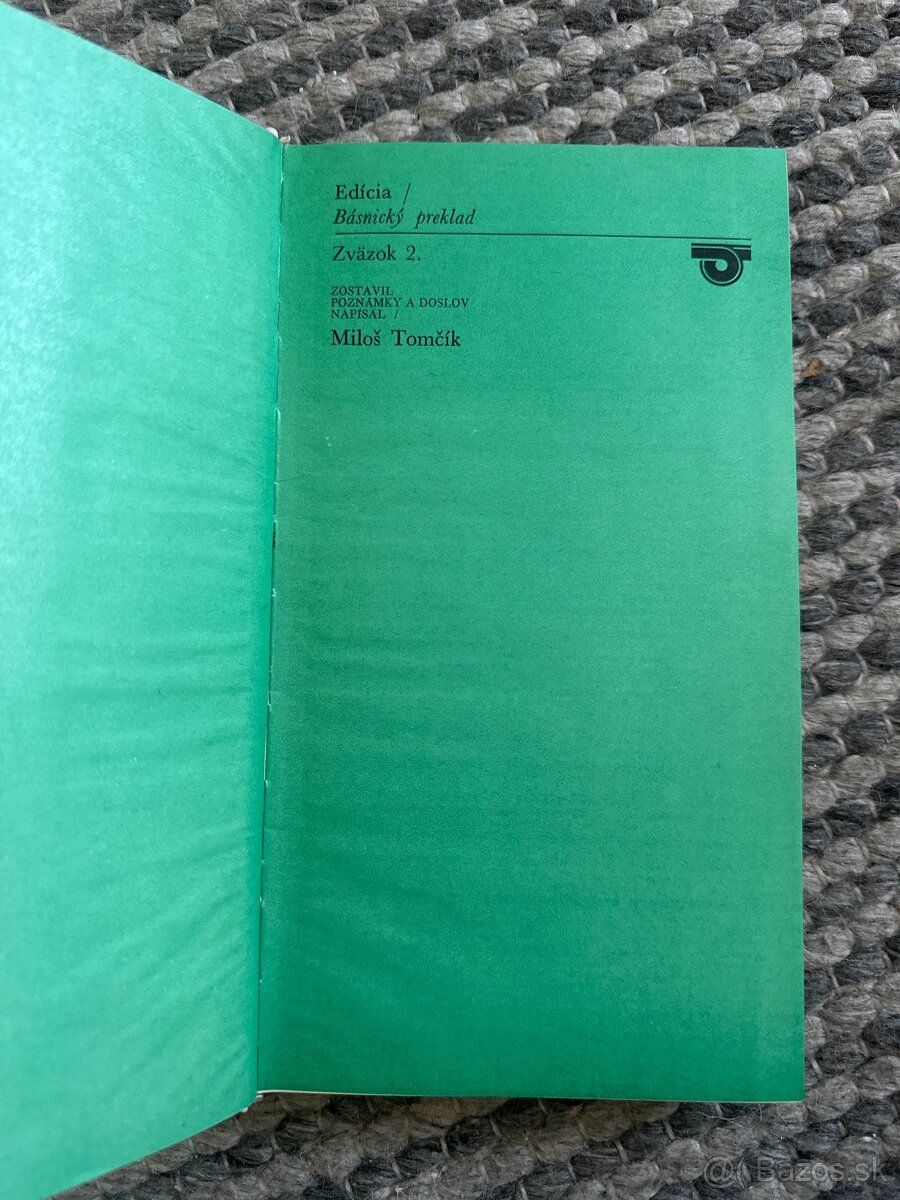 Edícia /
Básnický preklad
Zväzok 2.
ZOSTAVIL
POZNÁMKY A DOSLOV
NAPÍSAL /
Miloš Tomčík
Bazos.sk